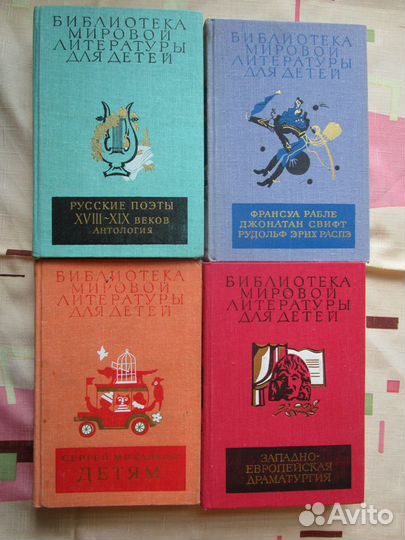 БИБЛИОТЕКА
МИРОВОЙ
ЛИТЕРАТУРЫ
ДЛЯ ДЕТЕЙ
РУССКИЕ ПОЭТЫ
XVIII~XIX ВЕКОВ
АНТОЛОГИЯ
БИБЛИОТЕКА
МИРОВОЙ
ЛИТЕРАТУРЫ
ДЛЯ ДЕТЕЙ
ФРАНСУА РАБЛЕ
ДЖОНАТАН СВИФТ
РУДОЛЬФ ЭРИХ РАСПЭ
БИБЛИОТЕКА
МИРОВОЙ
ЛИТЕРАТУРЫ
ДЛЯ ДЕТЕЙ
СЕРГЕЙ МИХАЛКОВ
ДЕТЯМ
БИБЛИОТЕКА
МИРОВОЙ
ЛИТЕРАТУРЫ
ДЛЯ ДЕТЕЙ
ЗАПАДНО-
ЕВРОПЕЙСКАЯ
ДРАМАТУРГИЯ
Avito